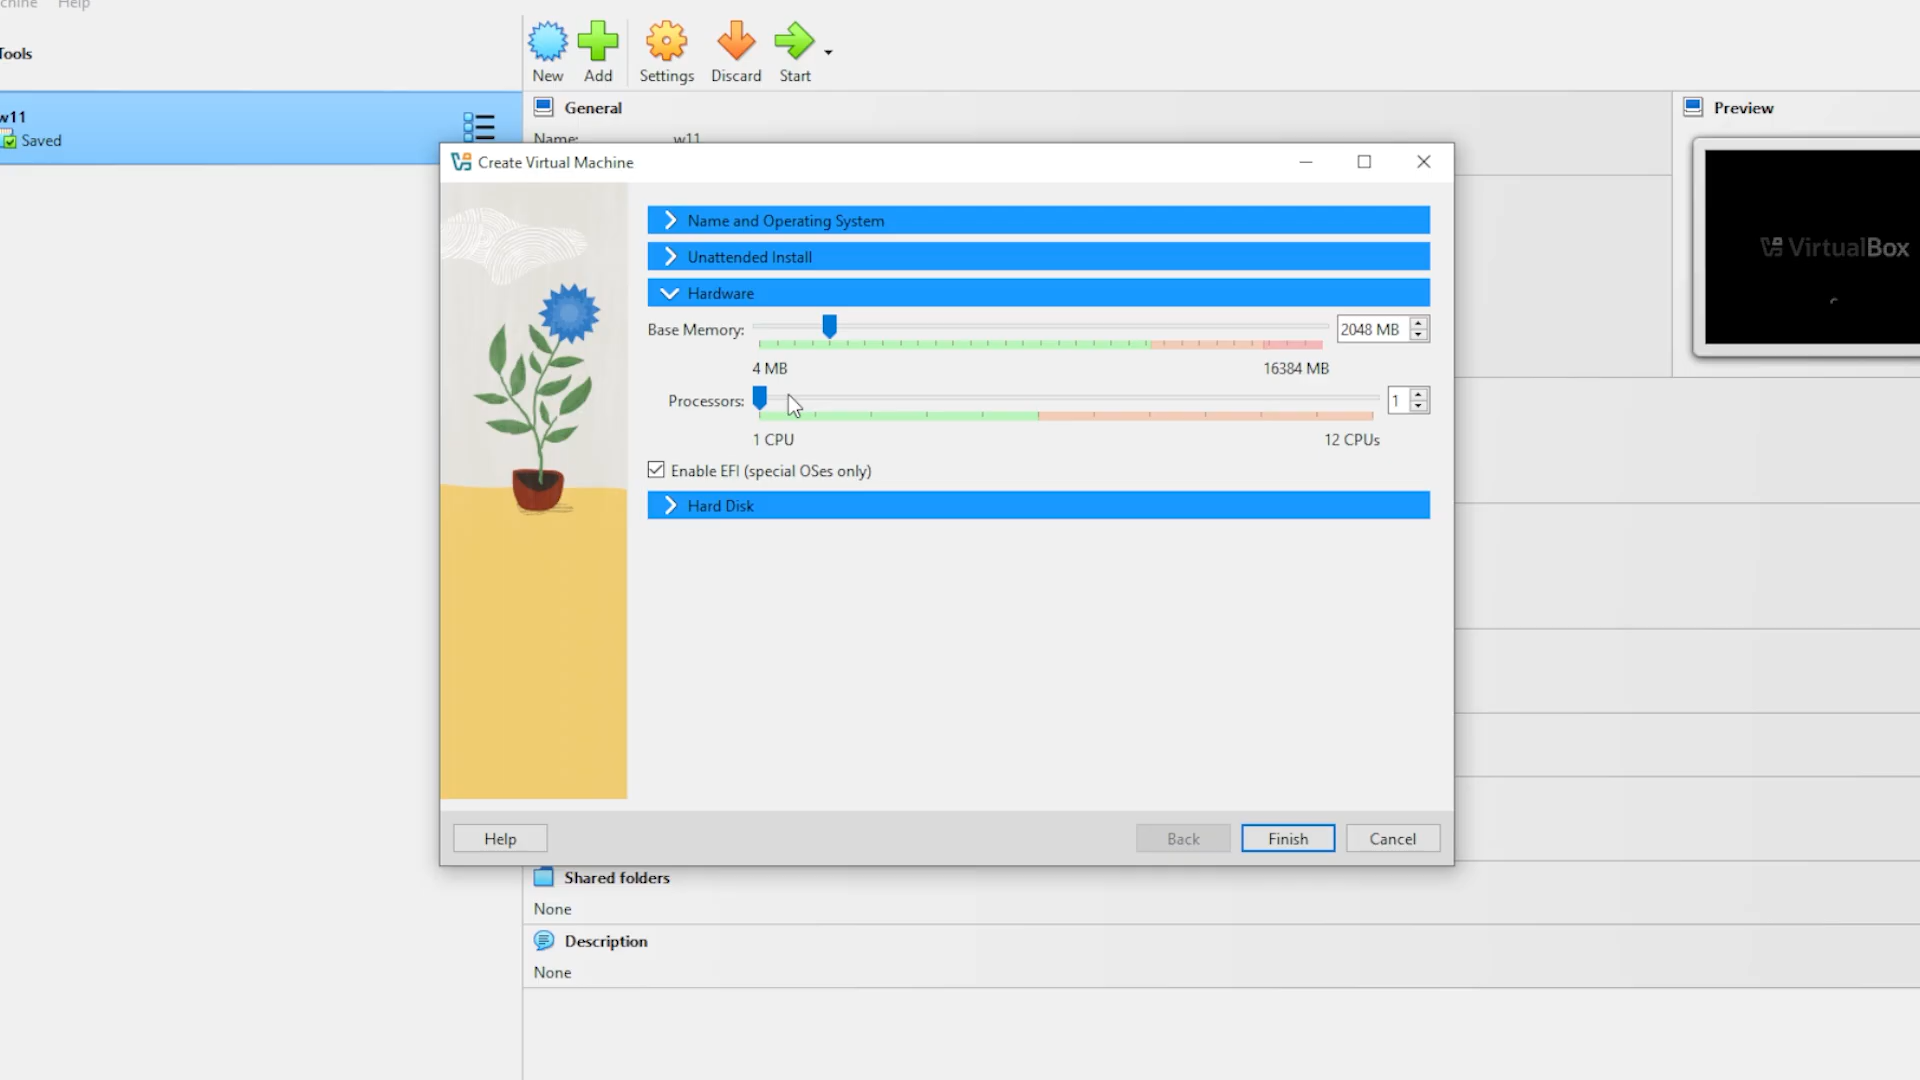 chine Help
Tools
New Add Settings Discard Start
w11
Saved
General
Name: w11
Preview
VirtualBox
Create Virtual Machine
Name and Operating System
Unattended Install
Hardware
Base Memory: 2048 MB
4 MB 16384 MB
Processors: 1
1 CPU 12 CPUs
Enable EFI (special OSes only)
Hard Disk
Help Back Finish Cancel
Shared folders
None
Description
None